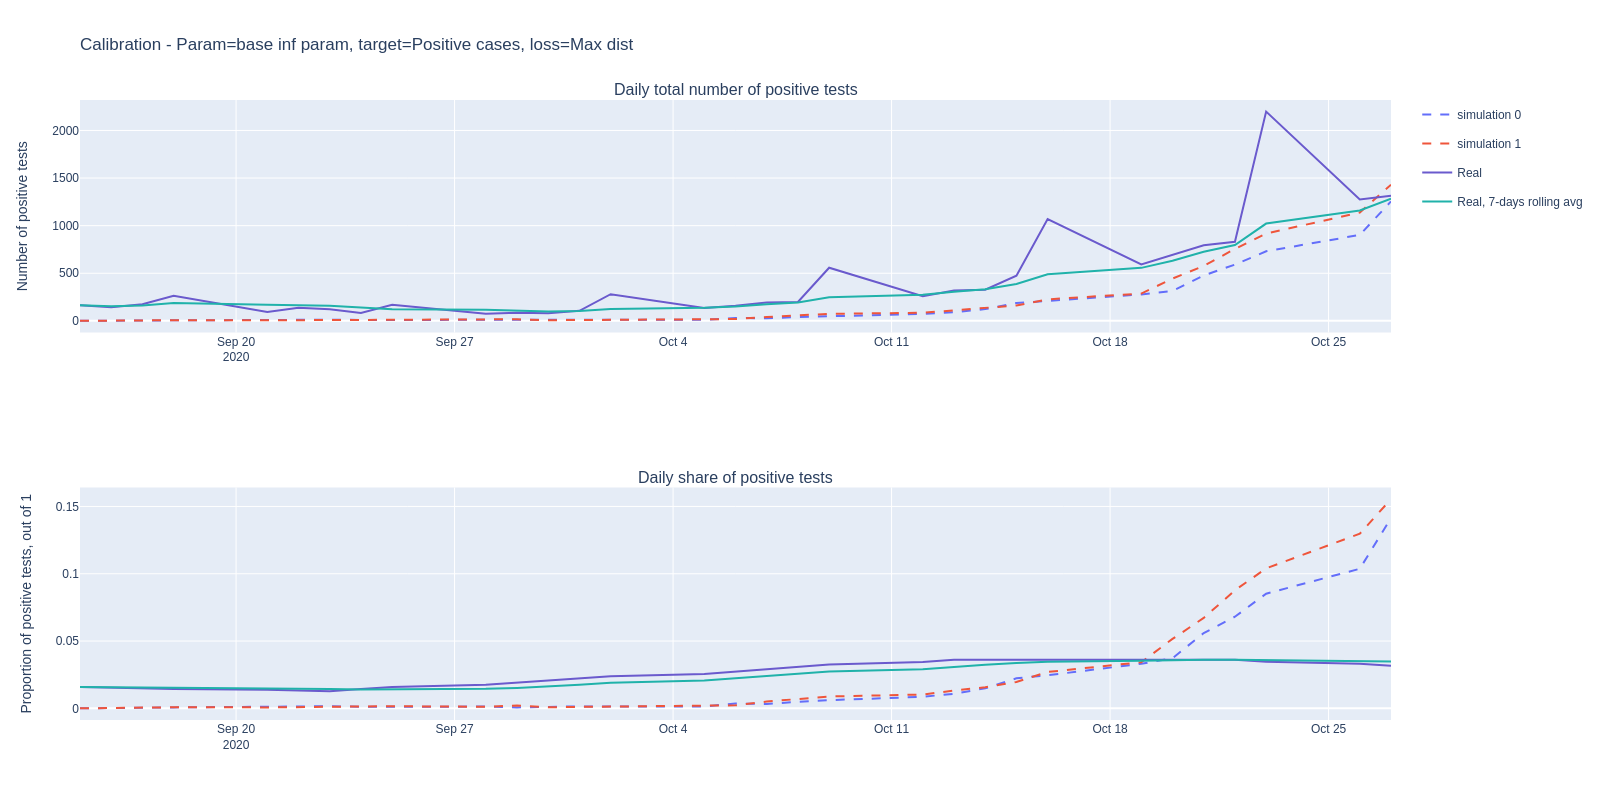 Calibration - Param=base inf param, target=Positive cases, loss=Max dist
Daily total number of positive tests
Number of positive tests
2000
1500
1000
500
0
Sep 20
2020
Sep 27
Oct 4
Oct 11
Oct 18
Oct 25
simulation 0
simulation 1
Real
Real, 7-days rolling avg
Daily share of positive tests
Proportion of positive tests, out of 1
0.15
0.1
0.05
0
Sep 20
2020
Sep 27
Oct 4
Oct 11
Oct 18
Oct 25